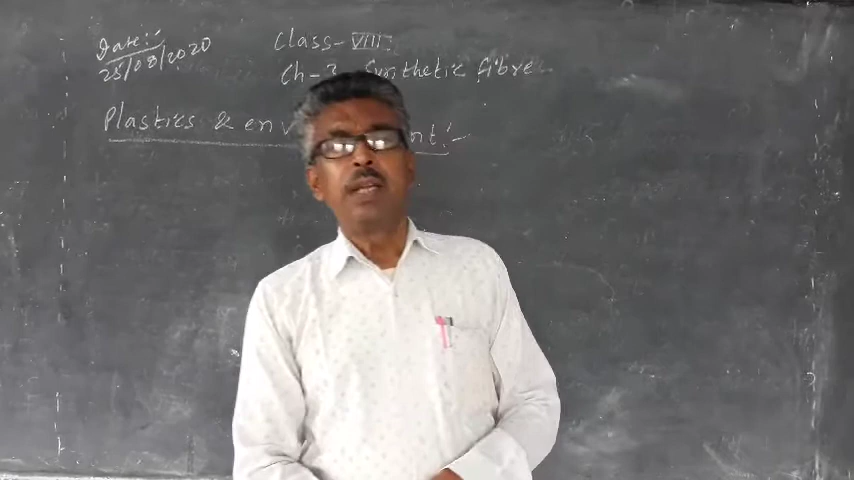 Date:-
25/08/2020
Class-VIII:
Ch-3 Synthetic fibre
Plastics &